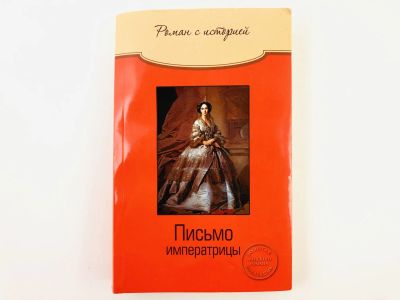 Роман с историей
Письмо
императрицы